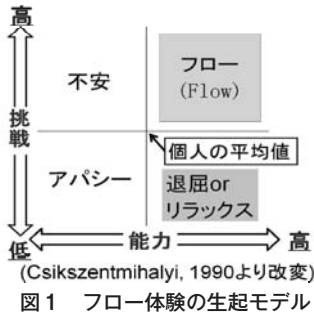 高
不安
フロー
(Flow)
挑戦
個人の平均値
アパシー
退屈or
リラックス
低
能力
高
(Csikszentmihalyi, 1990より改変)
図1 フロー体験の生起モデル